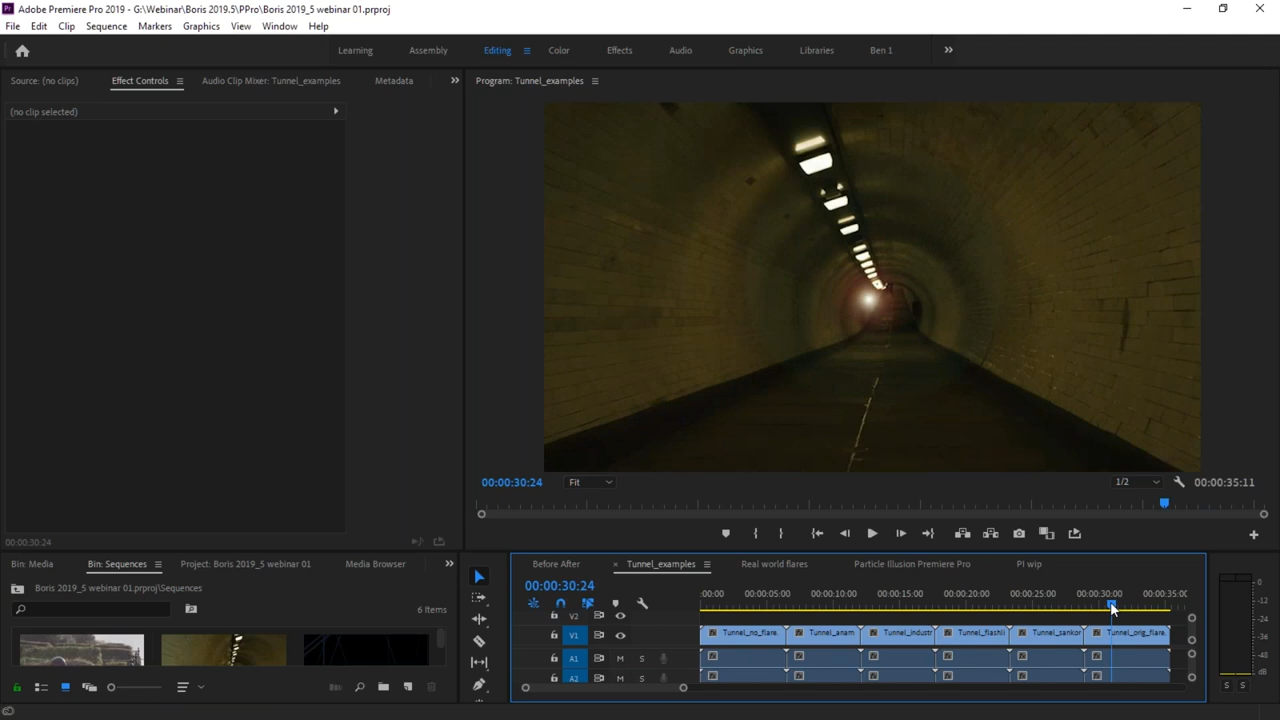 Adobe Premiere Pro 2019 - G:\Webinar\Boris 2019.5\PPro\Boris 2019_5 webinar 01.prproj
File Edit Clip Sequence Markers Graphics View Window Help
Learning Assembly Editing Color Effects Audio Graphics Libraries Ben 1
Source: (no clips) Effect Controls Audio Clip Mixer: Tunnel_examples Metadata
Program: Tunnel_examples
(no clip selected)
00:00:30:24 Fit 1/2 00:00:35:11
00:00:30:24
Bin: Media Bin: Sequences Project: Boris 2019_5 webinar 01 Media Browser
Before After × Tunnel_examples Real world flares Particle Illusion Premiere Pro PI wip
Boris 2019_5 webinar 01.prproj\Sequences
6 Items
00:00:30:24
:00:00 00:00:05:00 00:00:10:00 00:00:15:00 00:00:20:00 00:00:25:00 00:00:30:00 00:00:35:00
V2
V1 Tunnel_no_flare. Tunnel_anam Tunnel_industr Tunnel_flashli Tunnel_sankor Tunnel_orig_flare.
A1 M S
A2 M S
0
-12
-24
-36
-48
dB
S S